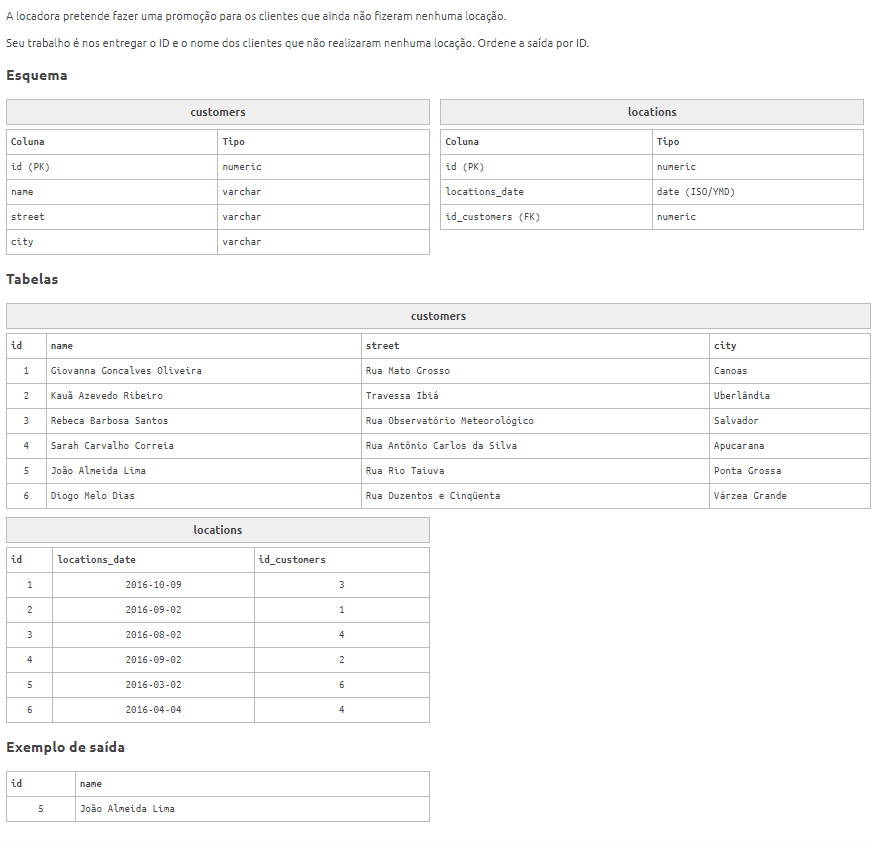 A locadora pretende fazer uma promoção para os clientes que ainda não fizeram nenhuma locação.
Seu trabalho é nos entregar o ID e o nome dos clientes que não realizaram nenhuma locação. Ordene a saída por ID.
Esquema
customers
Coluna Tipo
id (PK) numeric
name varchar
street varchar
city varchar
locations
Coluna Tipo
id (PK) numeric
locations_date date (ISO/YMD)
id_customers (FK) numeric
Tabelas
customers
id name street city
1 Giovanna Goncalves Oliveira Rua Mato Grosso Canoas
2 Kauã Azevedo Ribeiro Travessa Ibiá Uberlândia
3 Rebeca Barbosa Santos Rua Observatório Meteorológico Salvador
4 Sarah Carvalho Correia Rua Antônio Carlos da Silva Apucarana
5 João Almeida Lima Rua Rio Taiuva Ponta Grossa
6 Diogo Melo Dias Rua Duzentos e Cinqüenta Várzea Grande
locations
id locations_date id_customers
1 2016-10-09 3
2 2016-09-02 1
3 2016-08-02 4
4 2016-09-02 2
5 2016-03-02 6
6 2016-04-04 4
Exemplo de saída
id name
5 João Almeida Lima